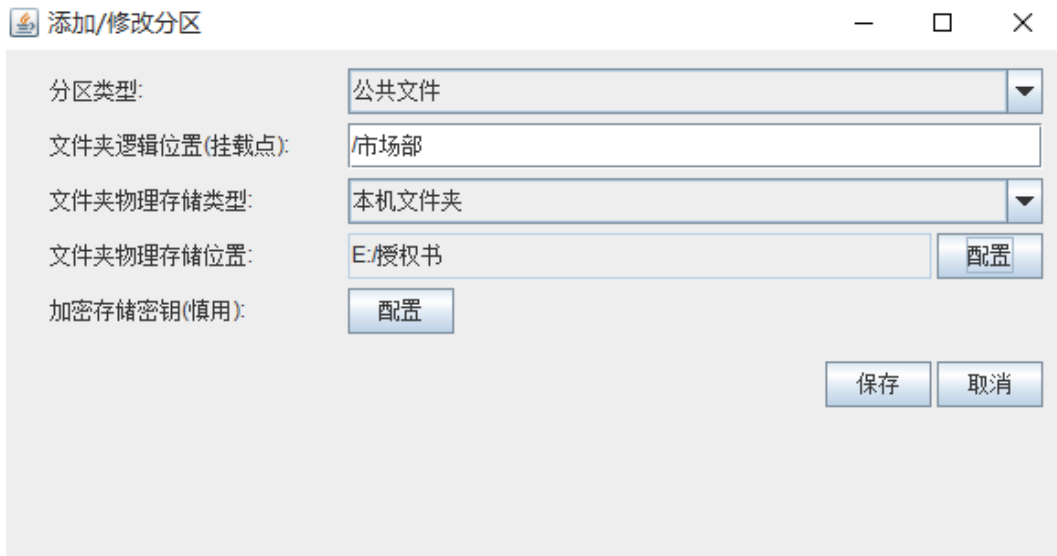 添加/修改分区
分区类型: 公共文件
文件夹逻辑位置(挂载点): /市场部
文件夹物理存储类型: 本机文件夹
文件夹物理存储位置: E:/授权书 配置
加密存储密钥(慎用): 配置
保存 取消